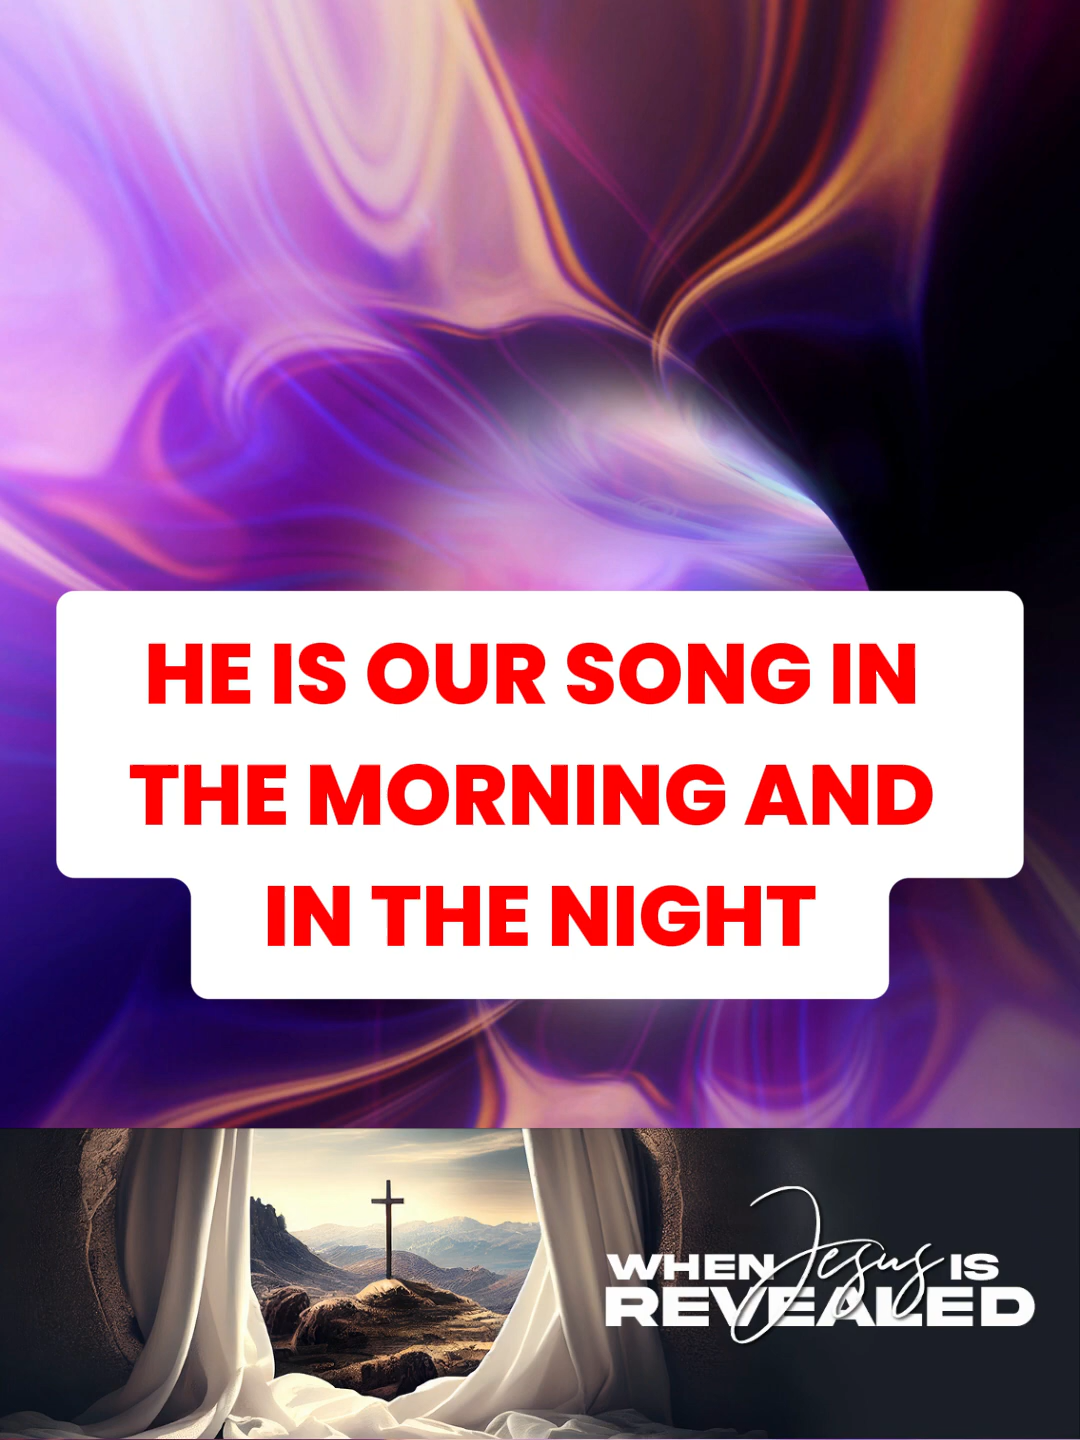 HE IS OUR SONG IN
THE MORNING AND
IN THE NIGHT
WHEN Jesus IS
REVEALED